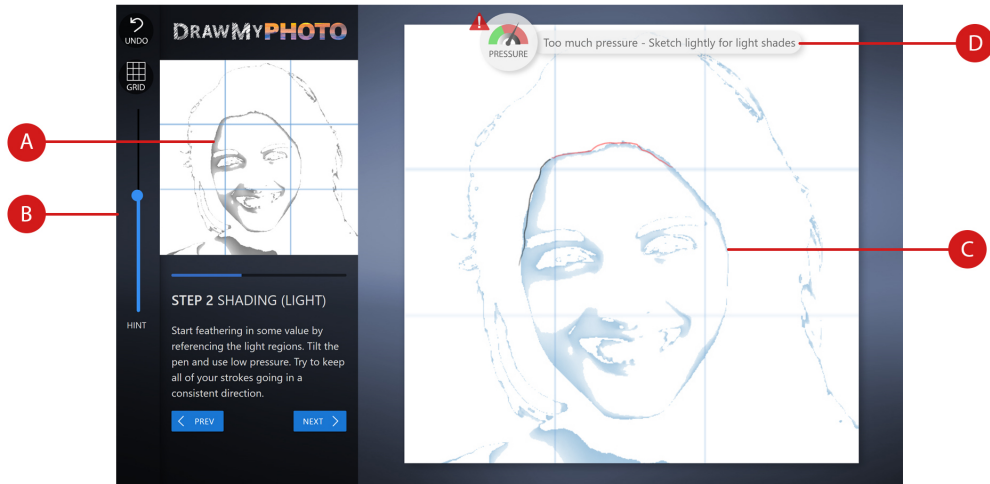 UNDO
DRAWMYPHOTO
GRID
HINT
STEP 2 SHADING (LIGHT)
Start feathering in some value by
referencing the light regions. Tilt the
pen and use low pressure. Try to keep
all of your strokes going in a
consistent direction.
PREV
NEXT
PRESSURE
Too much pressure - Sketch lightly for light shades
A
B
C
D